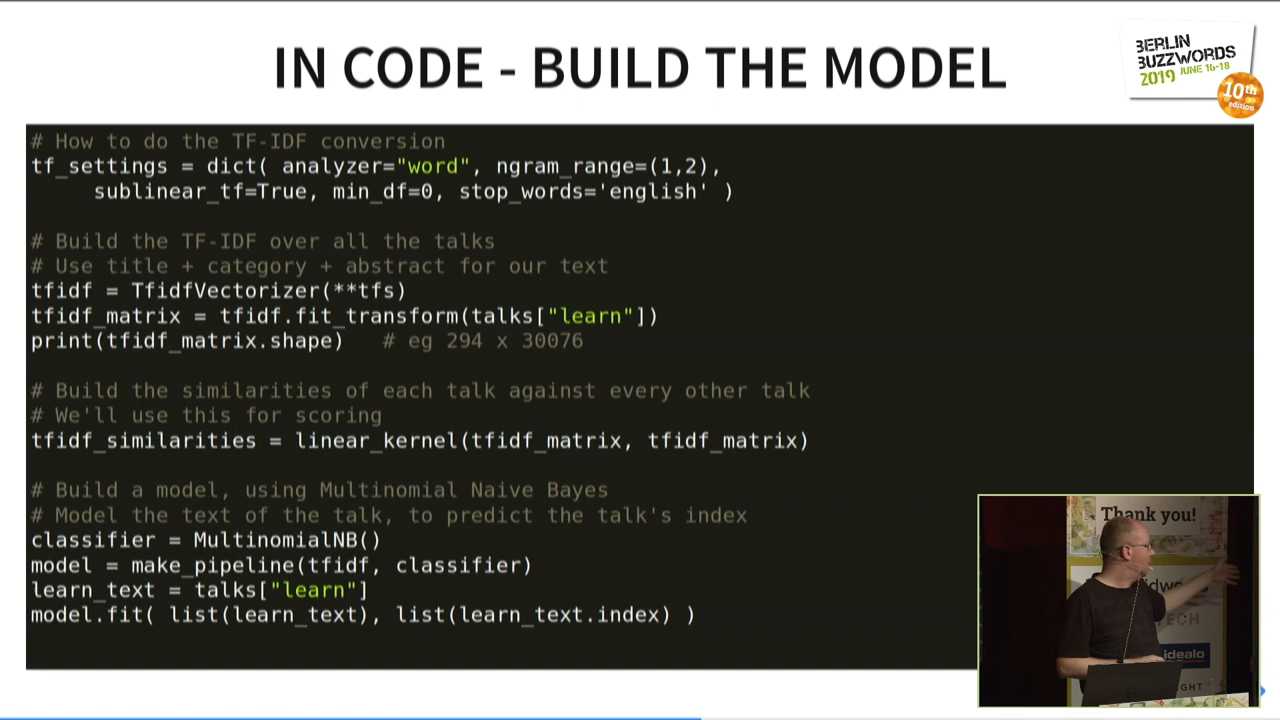 IN CODE - BUILD THE MODEL
BERLIN
BUZZWORDS
2019 JUNE 16-18
10th
edition
# How to do the TF-IDF conversion
tf_settings = dict( analyzer="word", ngram_range=(1,2),
sublinear_tf=True, min_df=0, stop_words='english' )
# Build the TF-IDF over all the talks
# Use title + category + abstract for our text
tfidf = TfidfVectorizer(**tfs)
tfidf_matrix = tfidf.fit_transform(talks["learn"])
print(tfidf_matrix.shape)   # eg 294 x 30076
# Build the similarities of each talk against every other talk
# We'll use this for scoring
tfidf_similarities = linear_kernel(tfidf_matrix, tfidf_matrix)
# Build a model, using Multinomial Naive Bayes
# Model the text of the talk, to predict the talk's index
classifier = MultinomialNB()
model = make_pipeline(tfidf, classifier)
learn_text = talks["learn"]
model.fit( list(learn_text), list(learn_text.index) )
Thank you!
idealo